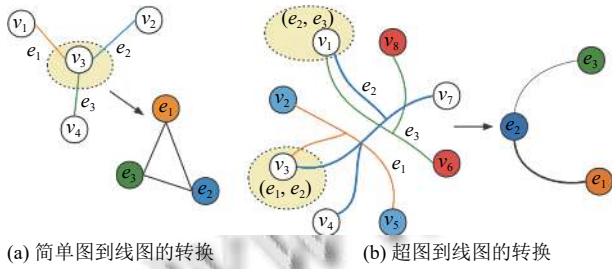 v₁
v₂
e₁
v₃
e₂
e₃
v₄
e₁
e₃
e₂
(e₂, e₃)
v₁
v₈
e₂
v₂
v₇
e₃
v₃
e₁
v₆
(e₁, e₂)
v₄
v₅
e₃
e₂
e₁
(a) 简单图到线图的转换
(b) 超图到线图的转换